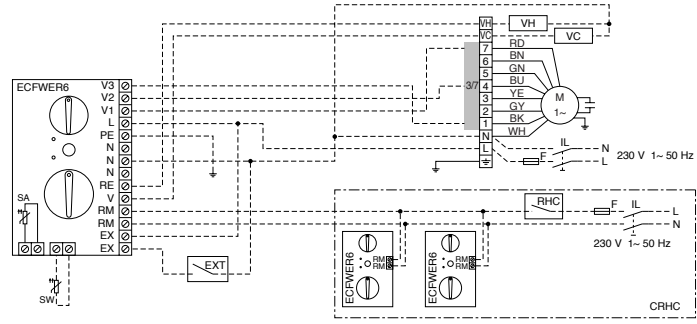 VH VH
VC VC
7 RD
6 BN
5 GN
3/7 4 BU
3 YE
2 GY
1 BK
N WH
L
M
1~
IL
N
F
L
230 V 1~ 50 Hz
ECFWER6
V3
V2
V1
L
PE
N
N
N
RE
V
RM
RM
EX
EX
SA
SW
EXT
RHC
F
IL
L
N
230 V 1~ 50 Hz
ECFWER6
RM
RM
ECFWER6
RM
RM
CRHC